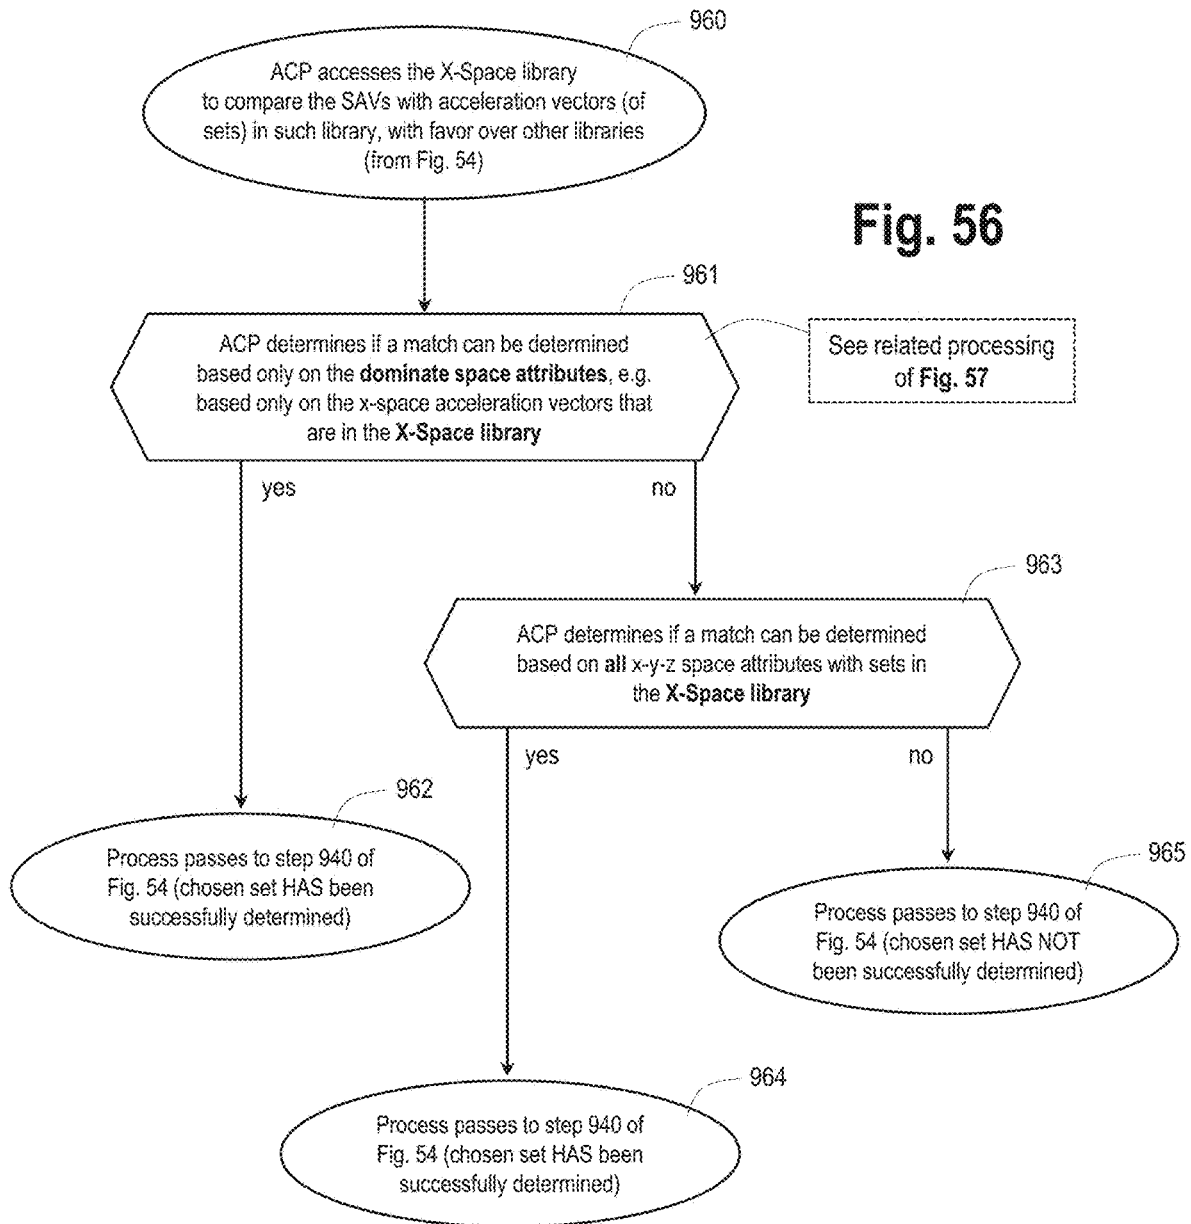 960
ACP accesses the X-Space library
to compare the SAVs with acceleration vectors (of
sets) in such library, with favor over other libraries
(from Fig. 54)
Fig. 56
961
ACP determines if a match can be determined
based only on the dominate space attributes, e.g.
based only on the x-space acceleration vectors that
are in the X-Space library
See related processing
of Fig. 57
yes
no
963
ACP determines if a match can be determined
based on all x-y-z space attributes with sets in
the X-Space library
yes
no
962
Process passes to step 940 of
Fig. 54 (chosen set HAS been
successfully determined)
965
Process passes to step 940 of
Fig. 54 (chosen set HAS NOT
been successfully determined)
964
Process passes to step 940 of
Fig. 54 (chosen set HAS been
successfully determined)